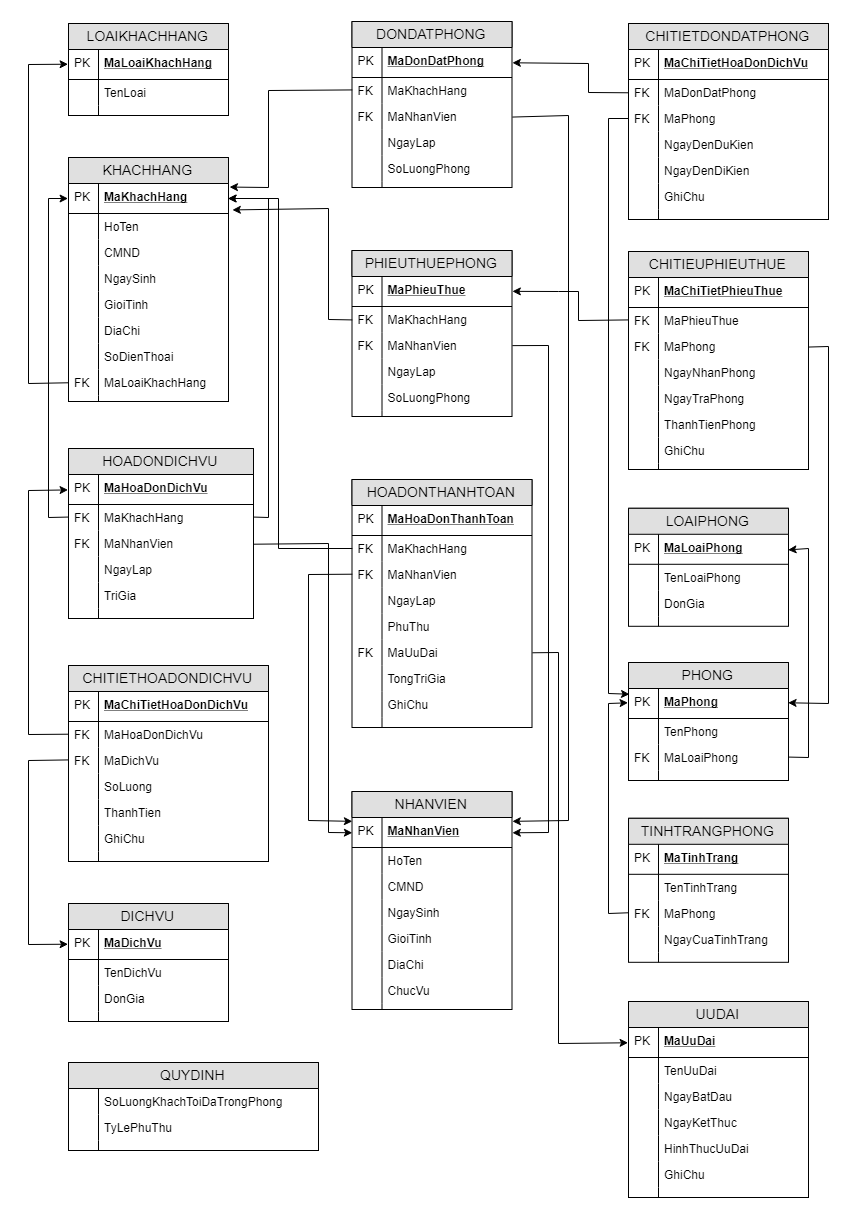 LOAIKHACHHANG
PK MaLoaiKhachHang
TenLoai
KHACHHANG
PK MaKhachHang
HoTen
CMND
NgaySinh
GioiTinh
DiaChi
SoDienThoai
FK MaLoaiKhachHang
HOADONDICHVU
PK MaHoaDonDichVu
FK MaKhachHang
FK MaNhanVien
NgayLap
TriGia
CHITIETHOADONDICHVU
PK MaChiTietHoaDonDichVu
FK MaHoaDonDichVu
FK MaDichVu
SoLuong
ThanhTien
GhiChu
DICHVU
PK MaDichVu
TenDichVu
DonGia
QUYDINH
SoLuongKhachToiDaTrongPhong
TyLePhuThu
DONDATPHONG
PK MaDonDatPhong
FK MaKhachHang
FK MaNhanVien
NgayLap
SoLuongPhong
PHIEUTHUEPHONG
PK MaPhieuThue
FK MaKhachHang
FK MaNhanVien
NgayLap
SoLuongPhong
HOADONTHANHTOAN
PK MaHoaDonThanhToan
FK MaKhachHang
FK MaNhanVien
NgayLap
PhuThu
FK MaUuDai
TongTriGia
GhiChu
NHANVIEN
PK MaNhanVien
HoTen
CMND
NgaySinh
GioiTinh
DiaChi
ChucVu
CHITIETDONDATPHONG
PK MaChiTietHoaDonDichVu
FK MaDonDatPhong
FK MaPhong
NgayDenDuKien
NgayDenDiKien
GhiChu
CHITIEUPHIEUTHUE
PK MaChiTietPhieuThue
FK MaPhieuThue
FK MaPhong
NgayNhanPhong
NgayTraPhong
ThanhTienPhong
GhiChu
LOAIPHONG
PK MaLoaiPhong
TenLoaiPhong
DonGia
PHONG
PK MaPhong
TenPhong
FK MaLoaiPhong
TINHTRANGPHONG
PK MaTinhTrang
TenTinhTrang
FK MaPhong
NgayCuaTinhTrang
UUDAI
PK MaUuDai
TenUuDai
NgayBatDau
NgayKetThuc
HinhThucUuDai
GhiChu